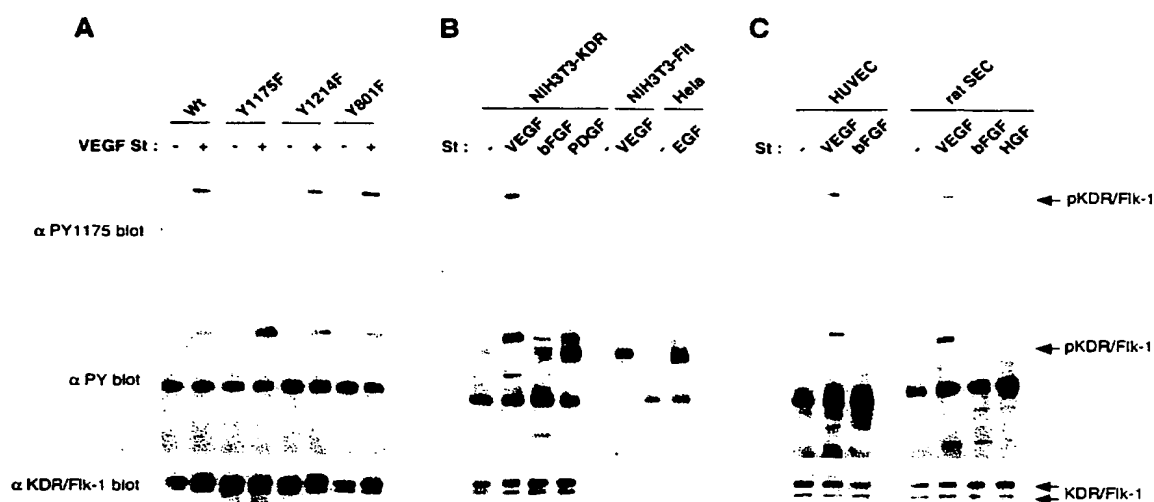 A
B
C
Wt
Y1175F
Y1214F
Y801F
NIH3T3-KDR
NIH3T3-Flt
Hela
HUVEC
rat SEC
VEGF St :
- + - + - + - +
St :
- VEGF bFGF PDGF - VEGF - EGF
St :
- VEGF bFGF - VEGF bFGF HGF
pKDR/Flk-1
α PY1175 blot
pKDR/Flk-1
α PY blot
α KDR/Flk-1 blot
KDR/Flk-1